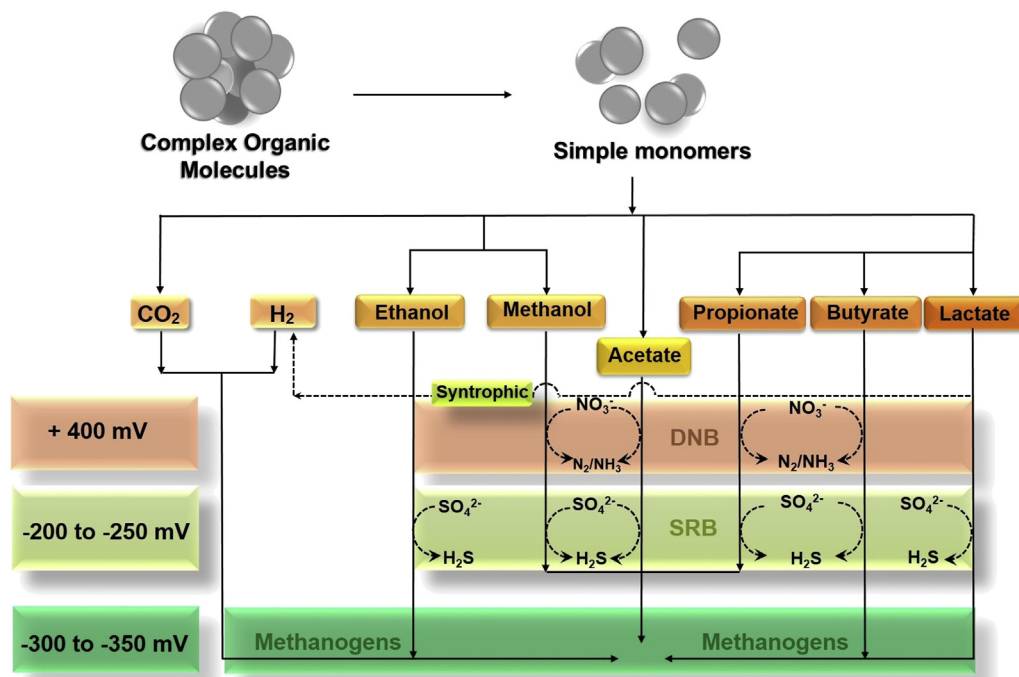 Complex Organic
Molecules
Simple monomers
CO₂
H₂
Ethanol
Methanol
Acetate
Propionate
Butyrate
Lactate
Syntrophic
+ 400 mV
NO₃⁻
DNB
NO₃⁻
N₂/NH₃
N₂/NH₃
-200 to -250 mV
SO₄²⁻
SO₄²⁻
SRB
SO₄²⁻
SO₄²⁻
H₂S
H₂S
H₂S
H₂S
-300 to -350 mV
Methanogens
Methanogens